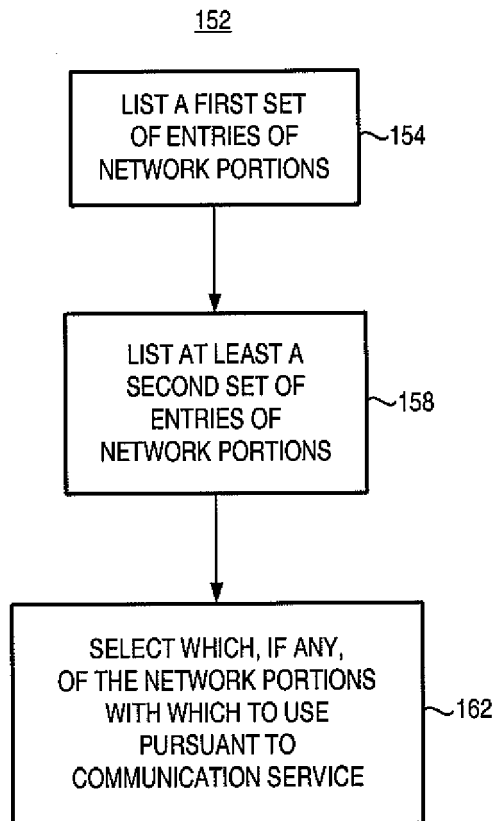 152
LIST A FIRST SET
OF ENTRIES OF
NETWORK PORTIONS
154
LIST AT LEAST A
SECOND SET OF
ENTRIES OF
NETWORK PORTIONS
158
SELECT WHICH, IF ANY,
OF THE NETWORK PORTIONS
WITH WHICH TO USE
PURSUANT TO
COMMUNICATION SERVICE
162